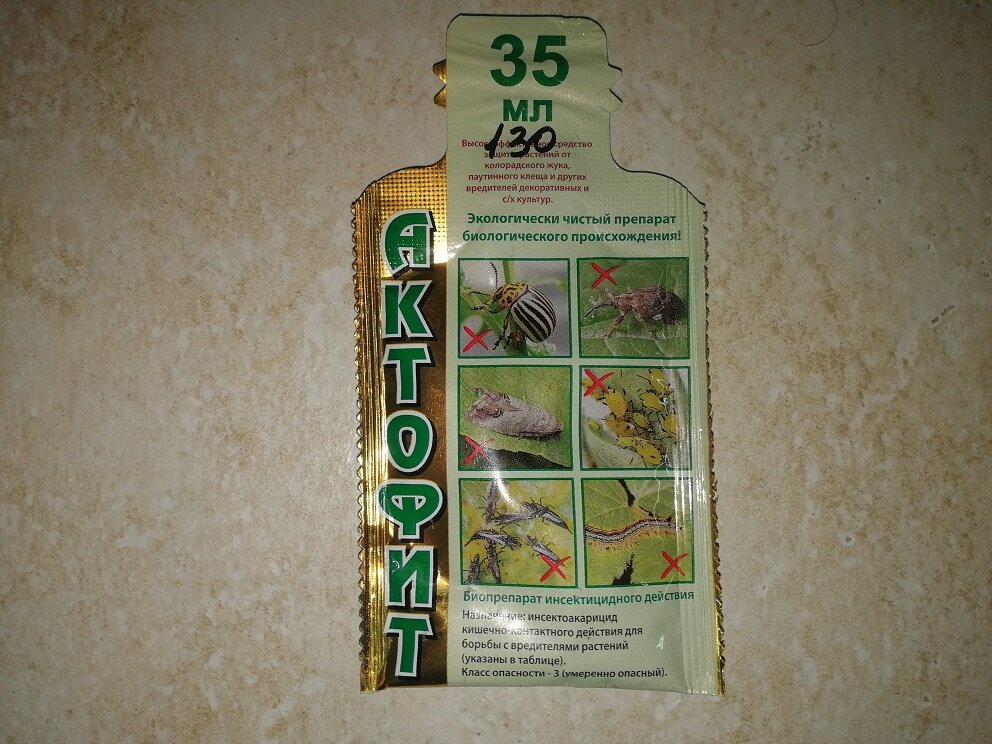 35
мл
130
Высокоэффективное средство
защиты растений от
колорадского жука,
паутинного клеща и других
вредителей декоративных и
с/х культур.
Экологически чистый препарат
биологического происхождения!
АКТОФИТ
Биопрепарат инсектицидного действия
Назначение: инсектоакарицид
кишечно-контактного действия для
борьбы с вредителями растений
(указаны в таблице).
Класс опасности - 3 (умеренно опасный).